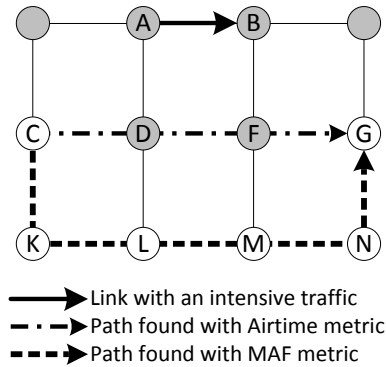 A B
C D F G
K L M N
Link with an intensive traffic
Path found with Airtime metric
Path found with MAF metric